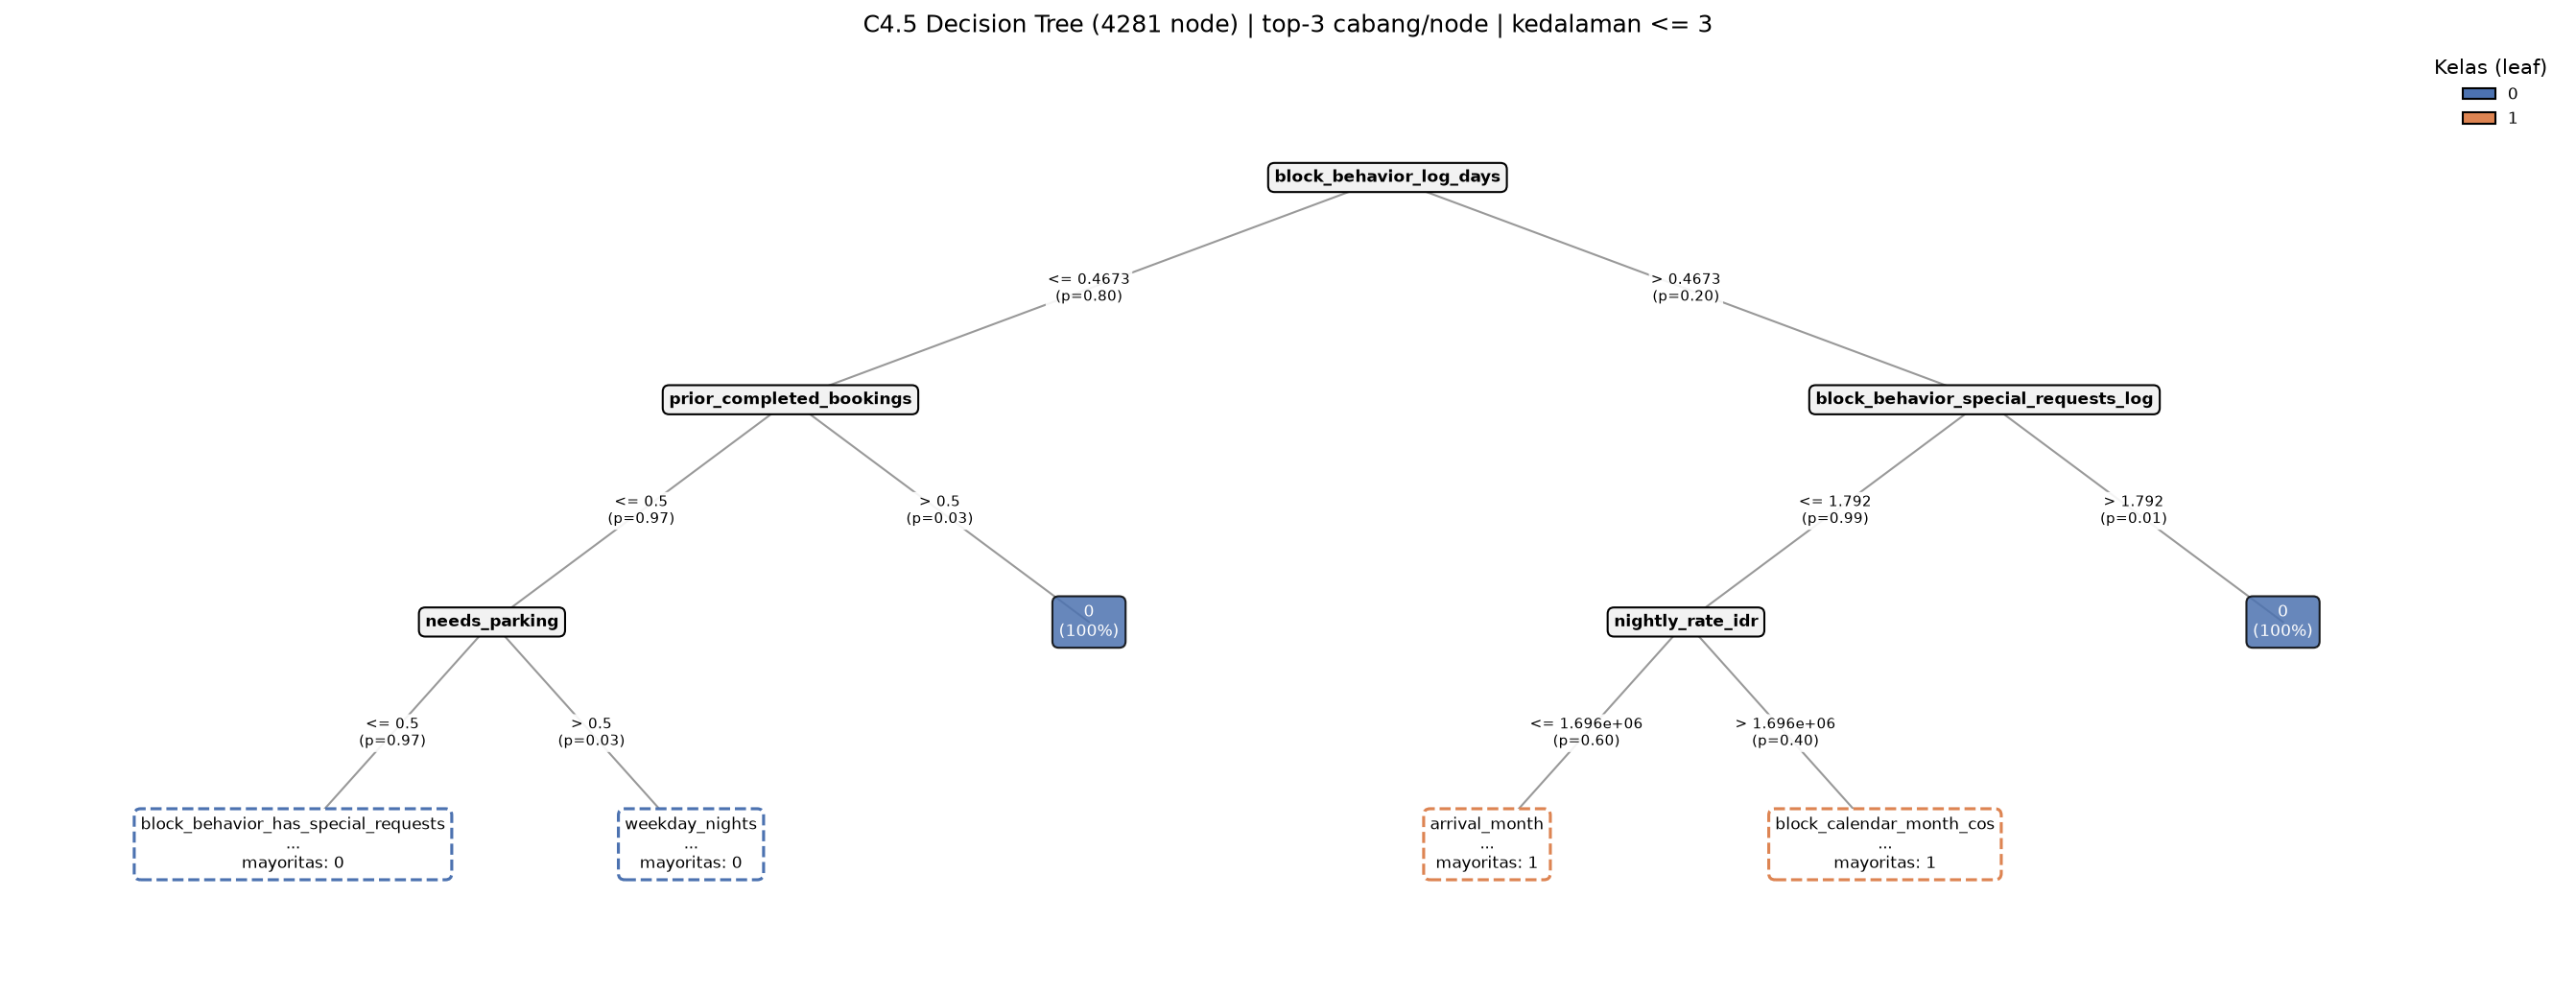 C4.5 Decision Tree (4281 node) | top-3 cabang/node | kedalaman <= 3
Kelas (leaf)
0
1
block_behavior_log_days
<= 0.4673
(p=0.80)
> 0.4673
(p=0.20)
prior_completed_bookings
block_behavior_special_requests_log
<= 0.5
(p=0.97)
> 0.5
(p=0.03)
<= 1.792
(p=0.99)
> 1.792
(p=0.01)
needs_parking
0
(100%)
nightly_rate_idr
0
(100%)
<= 0.5
(p=0.97)
> 0.5
(p=0.03)
<= 1.696e+06
(p=0.60)
> 1.696e+06
(p=0.40)
block_behavior_has_special_requests
...
mayoritas: 0
weekday_nights
...
mayoritas: 0
arrival_month
...
mayoritas: 1
block_calendar_month_cos
...
mayoritas: 1